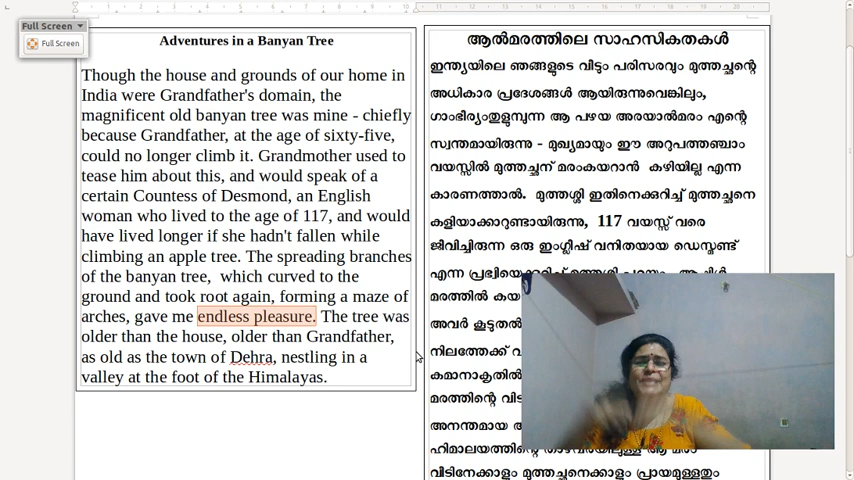 Full Screen
Full Screen
Adventures in a Banyan Tree
Though the house and grounds of our home in
India were Grandfather's domain, the
magnificent old banyan tree was mine - chiefly
because Grandfather, at the age of sixty-five,
could no longer climb it. Grandmother used to
tease him about this, and would speak of a
certain Countess of Desmond, an English
woman who lived to the age of 117, and would
have lived longer if she hadn't fallen while
climbing an apple tree. The spreading branches
of the banyan tree, which curved to the
ground and took root again, forming a maze of
arches, gave me endless pleasure. The tree was
older than the house, older than Grandfather,
as old as the town of Dehra, nestling in a
valley at the foot of the Himalayas.
ആൽമരത്തിലെ സാഹസികതകൾ
ഇന്ത്യയിലെ ഞങ്ങളുടെ വീടും പരിസരവും മുത്തച്ഛന്റെ
അധികാര പ്രദേശങ്ങൾ ആയിരുന്നുവെങ്കിലും,
ഗാംഭീര്യംതുളുമ്പുന്ന ആ പഴയ അരയാൽമരം എന്റെ
സ്വന്തമായിരുന്നു - മുഖ്യമായും ഈ അറുപത്തഞ്ചാം
വയസ്സിൽ മുത്തച്ഛന് മരംകയറാൻ കഴിയില്ല എന്ന
കാരണത്താൽ. മുത്തശ്ശി ഇതിനെക്കുറിച്ച് മുത്തച്ഛനെ
കളിയാക്കാറുണ്ടായിരുന്നു, 117 വയസ്സ് വരെ
ജീവിച്ചിരുന്ന ഒരു ഇംഗ്ലീഷ് വനിതയായ ഡെസ്മണ്ട്
എന്ന
മരത്തിൽ
അവർ കൂടുതൽ
നിലത്തേക്ക്
കമാനാകൃതിൽ
മരത്തിന്റെ
അനന്തമായ
ഹിമാലയത്തിന്റെ താഴ്വരയിലുള്ള ആ മരം
വീടിനേക്കാളും മുത്തച്ഛനെക്കാളും പ്രായമുള്ളതും